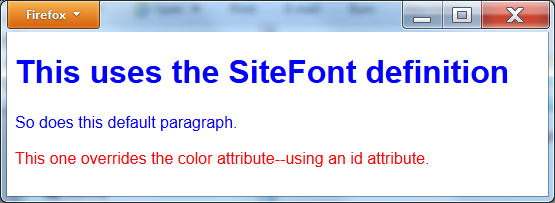 Firefox
This uses the SiteFont definition
So does this default paragraph.
This one overrides the color attribute--using an id attribute.